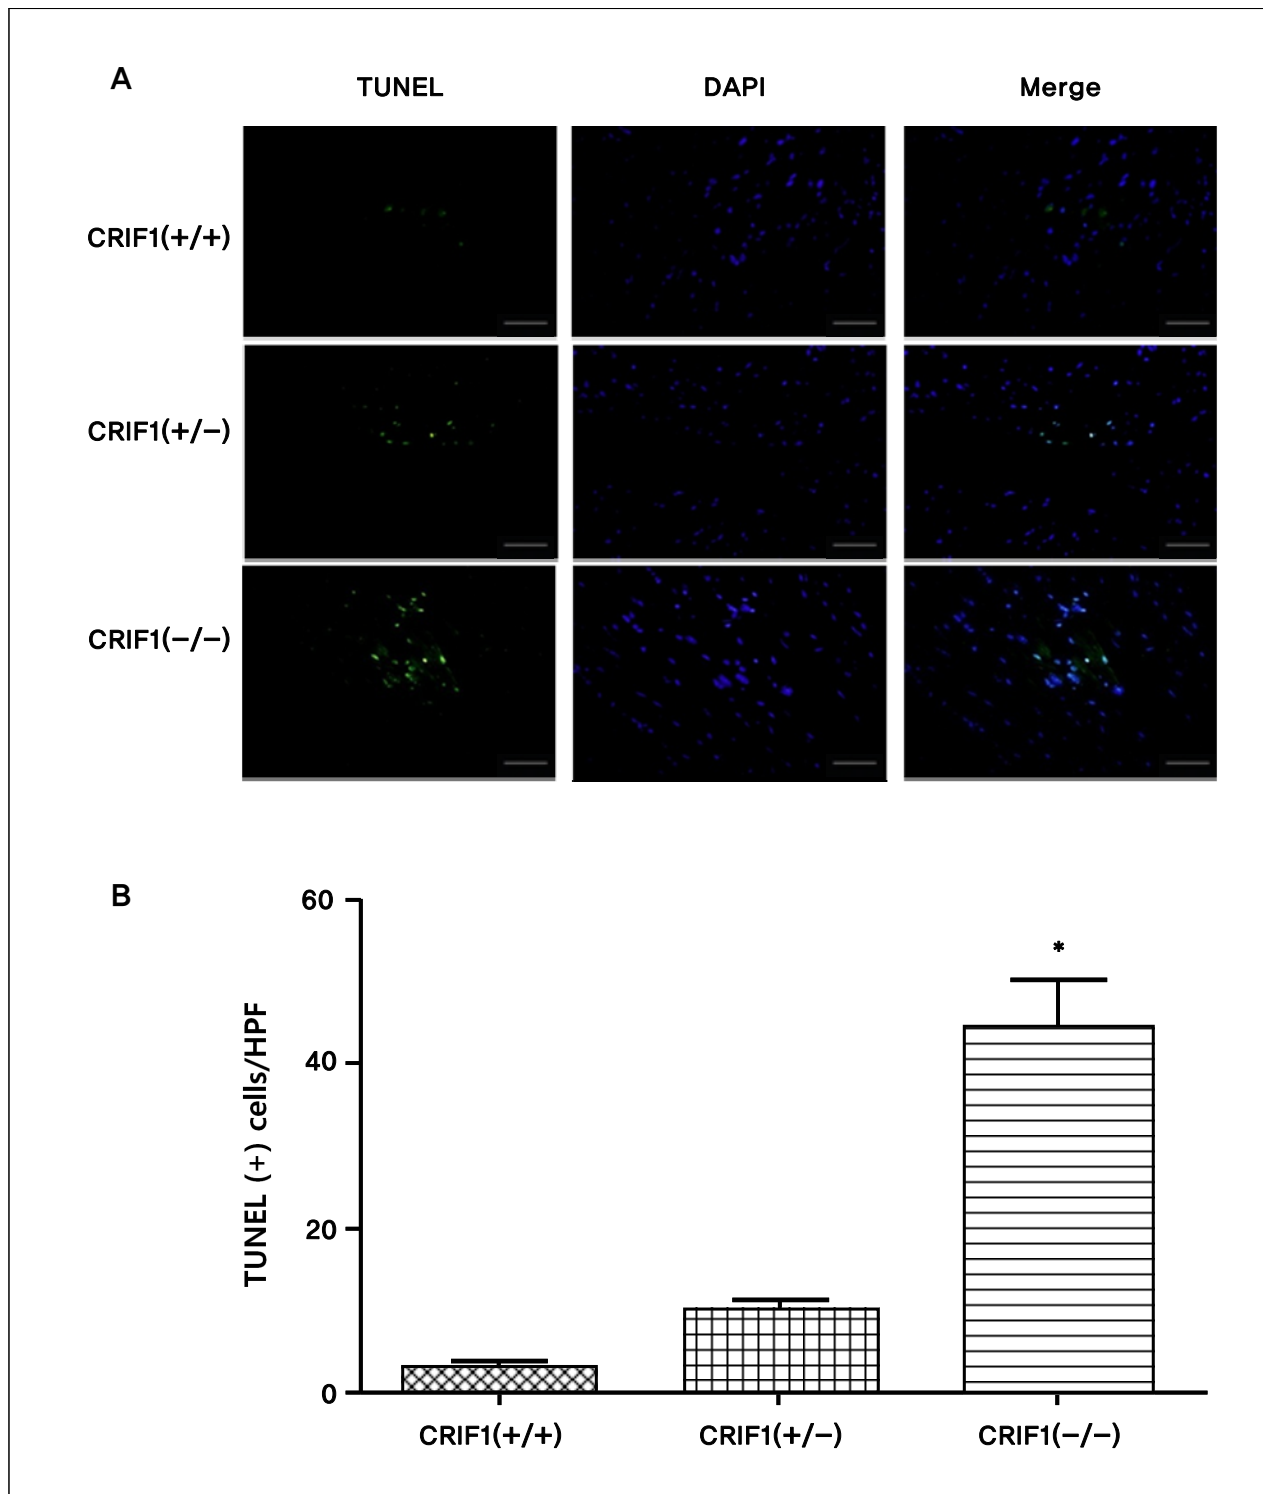 A
TUNEL DAPI Merge
CRIF1(+/+)
CRIF1(+/−)
CRIF1(−/−)
B
TUNEL (+) cells/HPF
60
40
20
0
*
CRIF1(+/+) CRIF1(+/−) CRIF1(−/−)